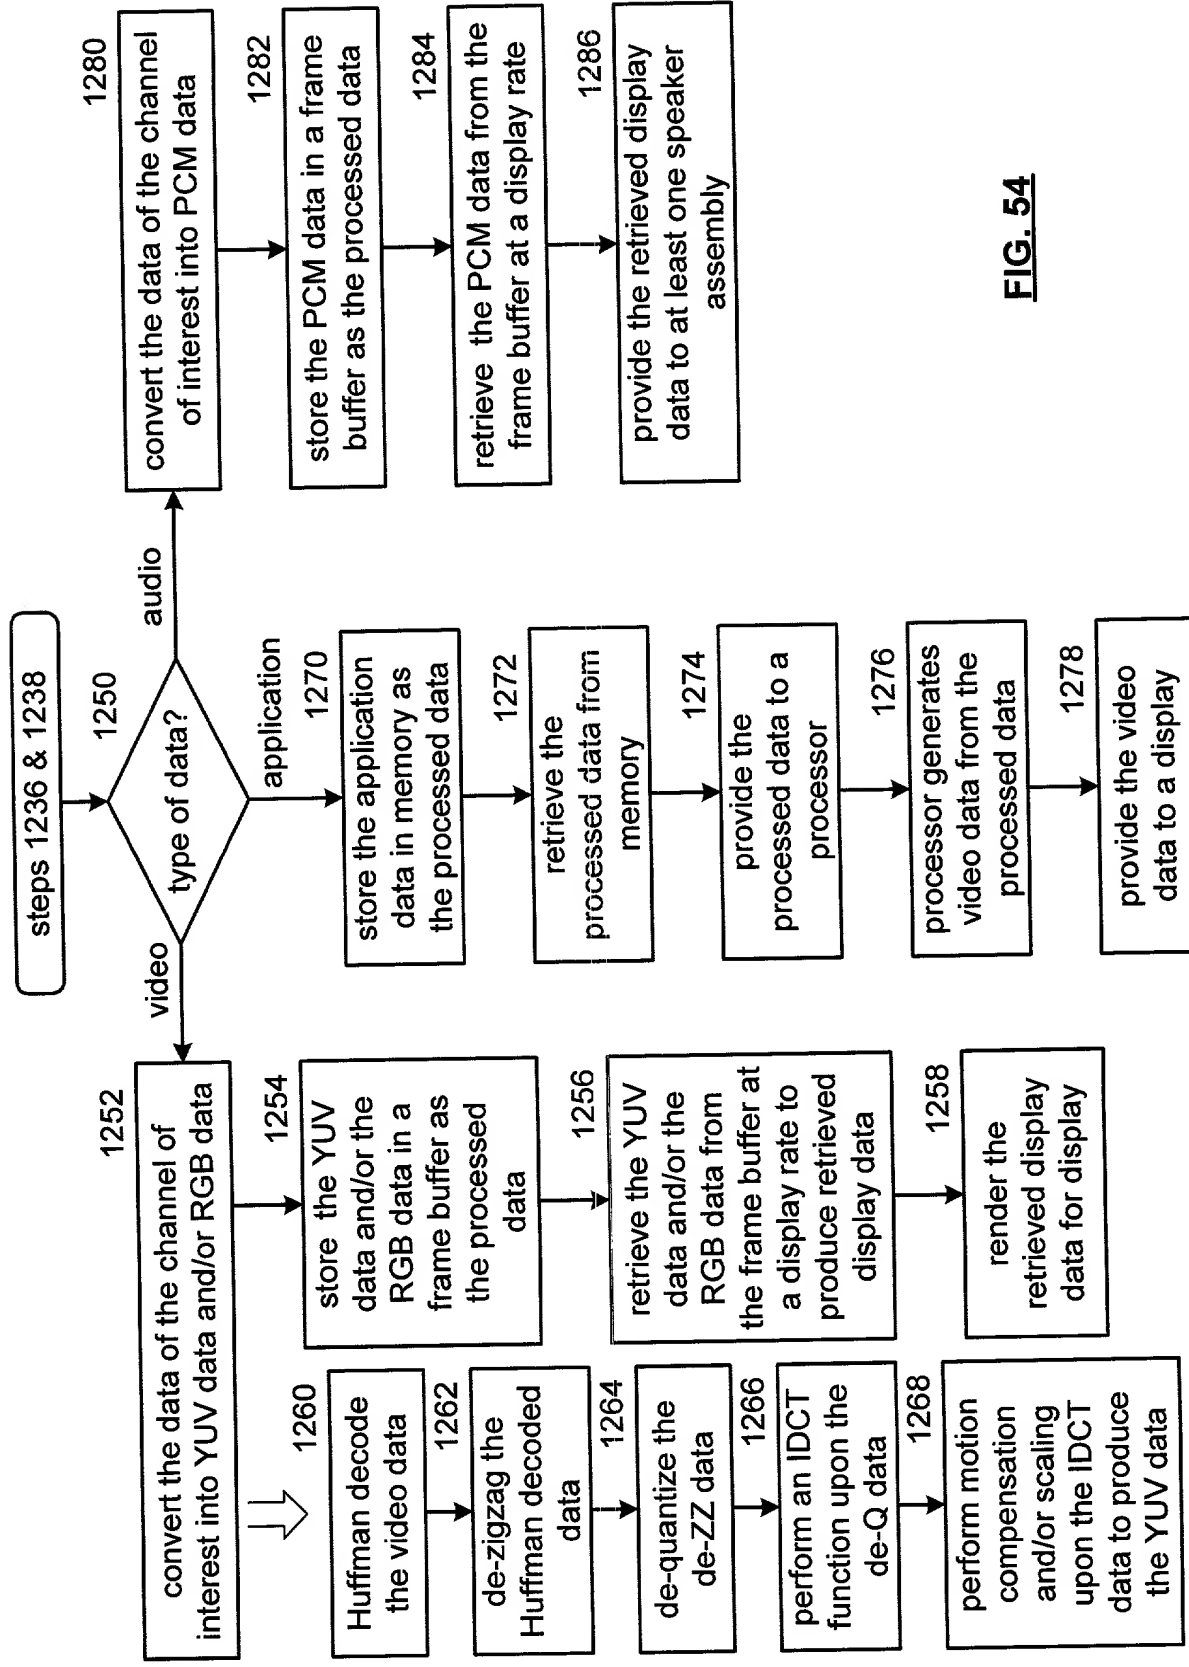 steps 1236 & 1238
1250
type of data?
video
application
audio
1252
convert the data of the channel of
interest into YUV data and/or RGB data
1254
store the YUV
data and/or the
RGB data in a
frame buffer as
the processed
data
1256
retrieve the YUV
data and/or the
RGB data from
the frame buffer at
a display rate to
produce retrieved
display data
1258
render the
retrieved display
data for display
1260
Huffman decode
the video data
1262
de-zigzag the
Huffman decoded
data
1264
de-quantize the
de-ZZ data
1266
perform an IDCT
function upon the
de-Q data
1268
perform motion
compensation
and/or scaling
upon the IDCT
data to produce
the YUV data
1270
store the application
data in memory as
the processed data
1272
retrieve the
processed data from
memory
1274
provide the
processed data to a
processor
1276
processor generates
video data from the
processed data
1278
provide the video
data to a display
1280
convert the data of the channel
of interest into PCM data
1282
store the PCM data in a frame
buffer as the processed data
1284
retrieve the PCM data from the
frame buffer at a display rate
1286
provide the retrieved display
data to at least one speaker
assembly
FIG. 54